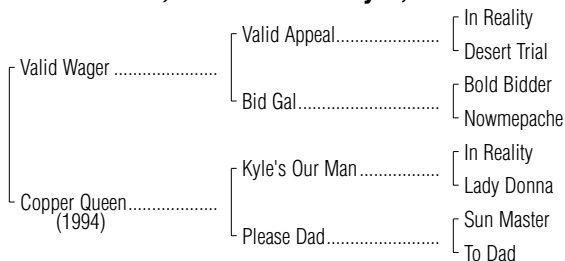 In Reality
Valid Appeal
Desert Trial
Valid Wager
Bold Bidder
Bid Gal
Nowmepache
In Reality
Kyle's Our Man
Lady Donna
Copper Queen
(1994)
Sun Master
Please Dad
To Dad